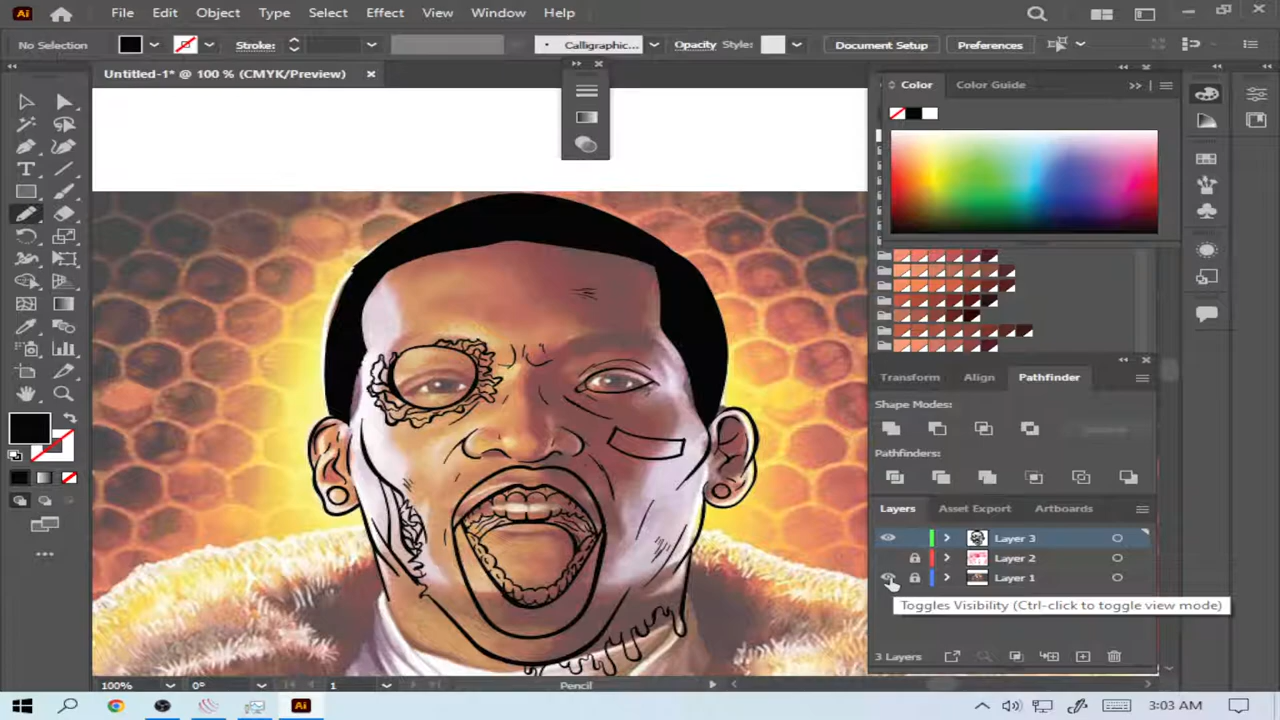 Ai File Edit Object Type Select Effect View Window Help
No Selection Stroke: Calligraphic... Opacity Style: Document Setup Preferences
Untitled-1* @ 100 % (CMYK/Preview)
Color Color Guide
Transform Align Pathfinder
Shape Modes:
Pathfinders:
Layers Asset Export Artboards
Layer 3
Layer 2
Layer 1
Toggles Visibility (Ctrl-click to toggle view mode)
3 Layers
100% 0° 1 Pencil
Ai 3:03 AM